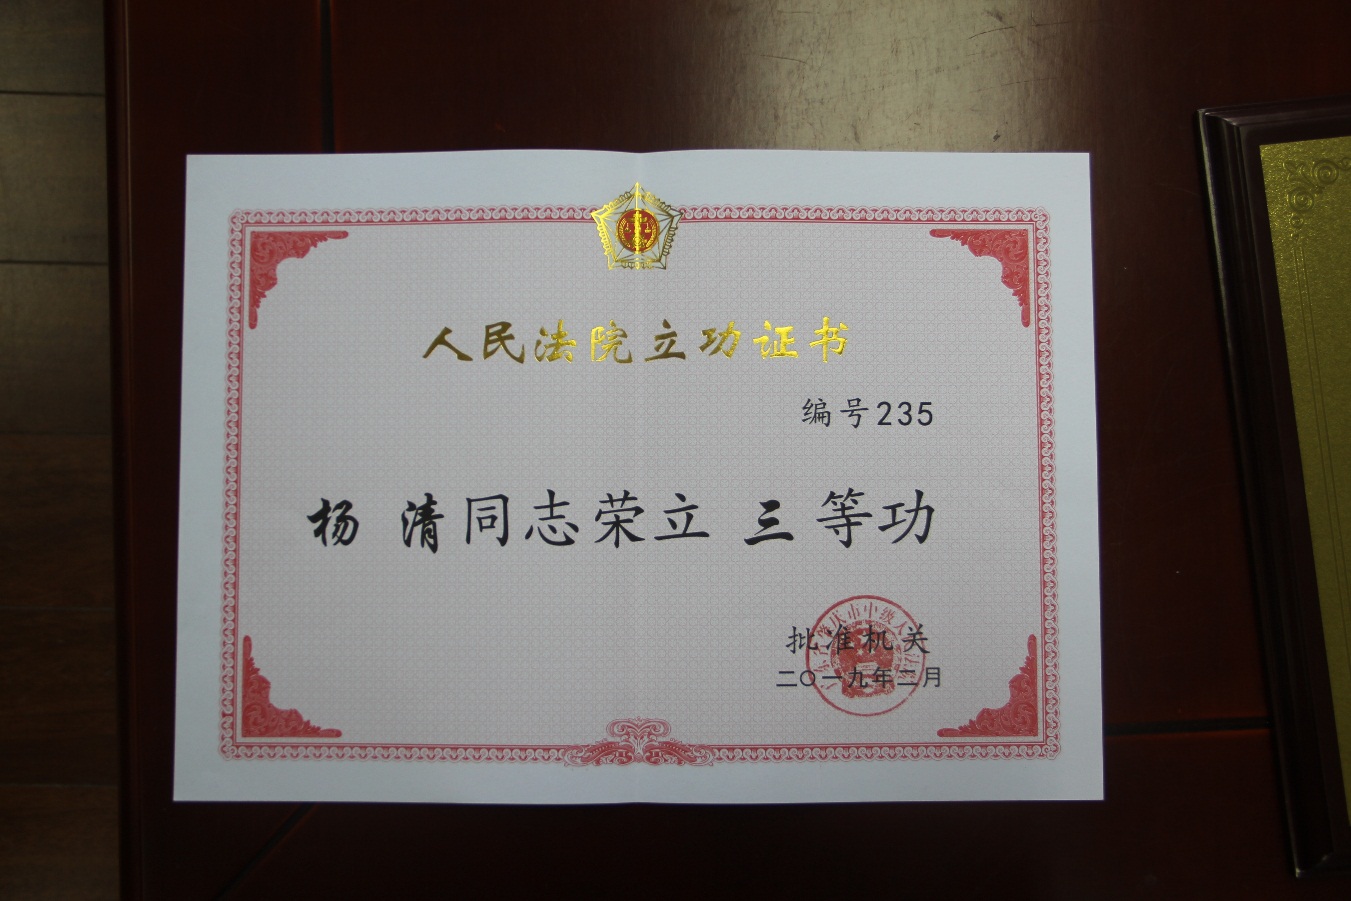 人民法院立功证书
编号235
杨 清同志荣立 三 等功
批准机关
二〇一九年二月